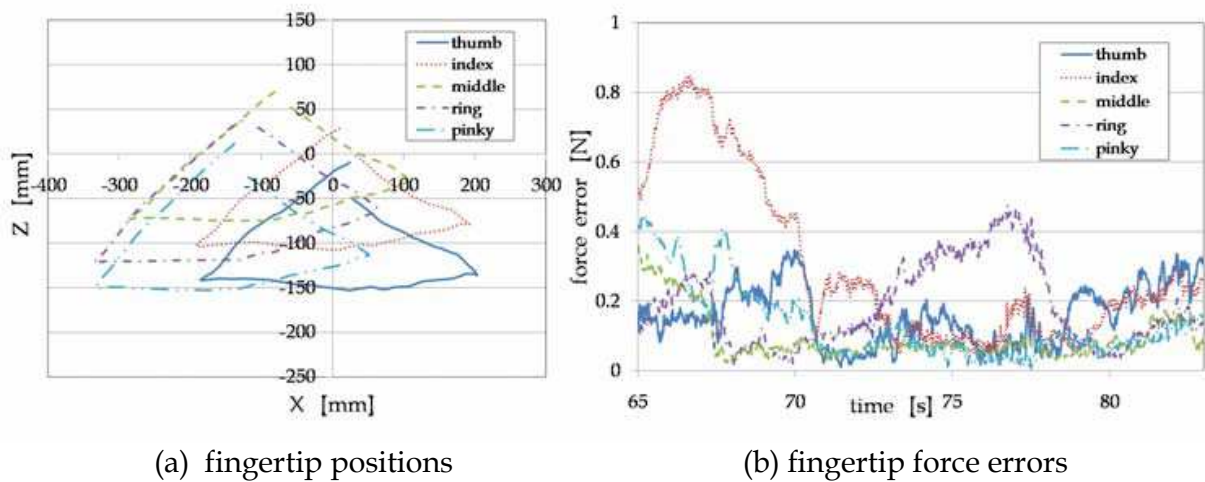 150
100
50
0
-400 -300 -200 -100 0 100 200 300
-50
-100
-150
-200
-250
Z [mm]
X [mm]
thumb
index
middle
ring
pinky
(a) fingertip positions
1
0.8
0.6
0.4
0.2
0
force error [N]
65 70 75 80
time [s]
thumb
index
middle
ring
pinky
(b) fingertip force errors